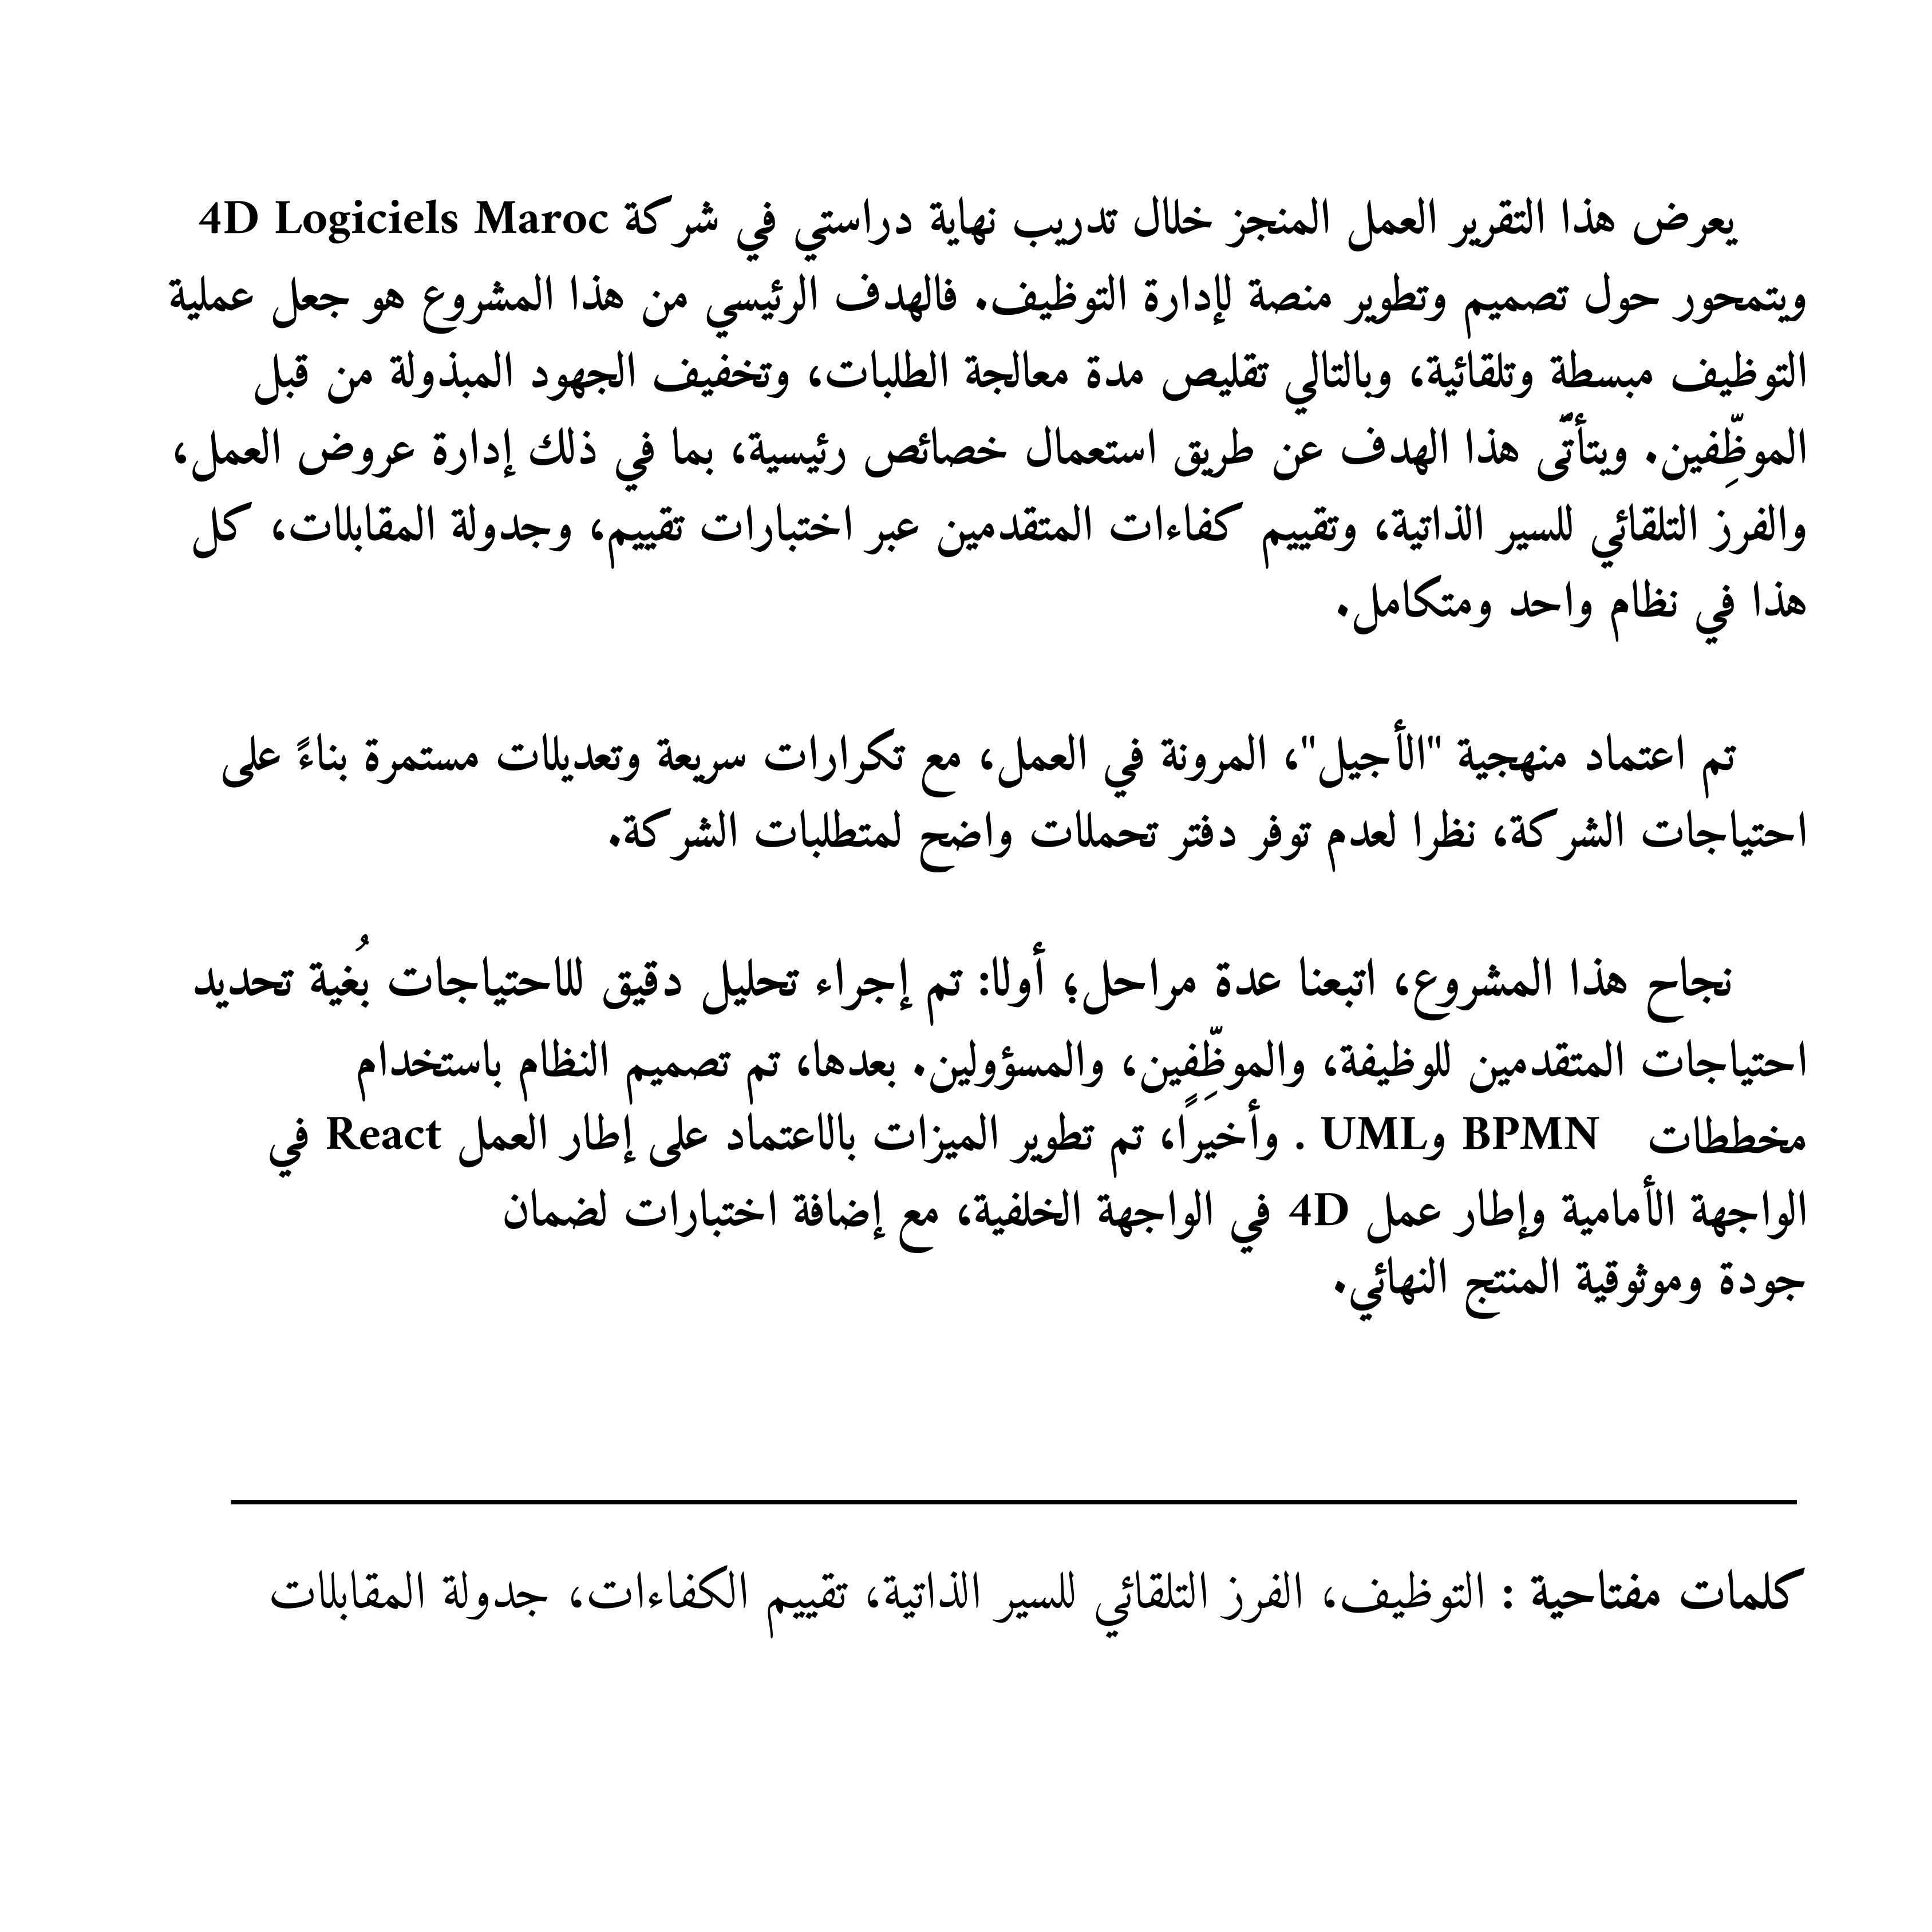 يعرض هذا التقرير العمل المنجز خلال تدريب نهاية دراستي في شركة 4D Logiciels Maroc
ويتمحور حول تصميم وتطوير منصة لإدارة التوظيف. فالهدف الرئيسي من هذا المشروع هو جعل عملية
التوظيف مبسطة وتلقائية، وبالتالي تقليص مدة معالجة الطلبات، وتخفيف الجهود المبذولة من قبل
الموظِّفين. ويتأتّى هذا الهدف عن طريق استعمال خصائص رئيسية، بما في ذلك إدارة عروض العمل،
والفرز التلقائي للسير الذاتية، وتقييم كفاءات المتقدمين عبر اختبارات تقييم، وجدولة المقابلات، كل
هذا في نظام واحد ومتكامل.
تم اعتماد منهجية "الأجيل"، المرونة في العمل، مع تكرارات سريعة وتعديلات مستمرة بناءً على
احتياجات الشركة، نظرا لعدم توفر دفتر تحملات واضح لمتطلبات الشركة.
نجاح هذا المشروع، اتبعنا عدة مراحل؛ أولا: تم إجراء تحليل دقيق للاحتياجات بُغية تحديد
احتياجات المتقدمين للوظيفة، والموظِّفِين، والمسؤولين. بعدها، تم تصميم النظام باستخدام
مخططات BPMN وUML . وأخيرًا، تم تطوير الميزات بالاعتماد على إطار العمل React في
الواجهة الأمامية وإطار عمل 4D في الواجهة الخلفية، مع إضافة اختبارات لضمان
جودة وموثوقية المنتج النهائي.
كلمات مفتاحية : التوظيف، الفرز التلقائي للسير الذاتية، تقييم الكفاءات، جدولة المقابلات